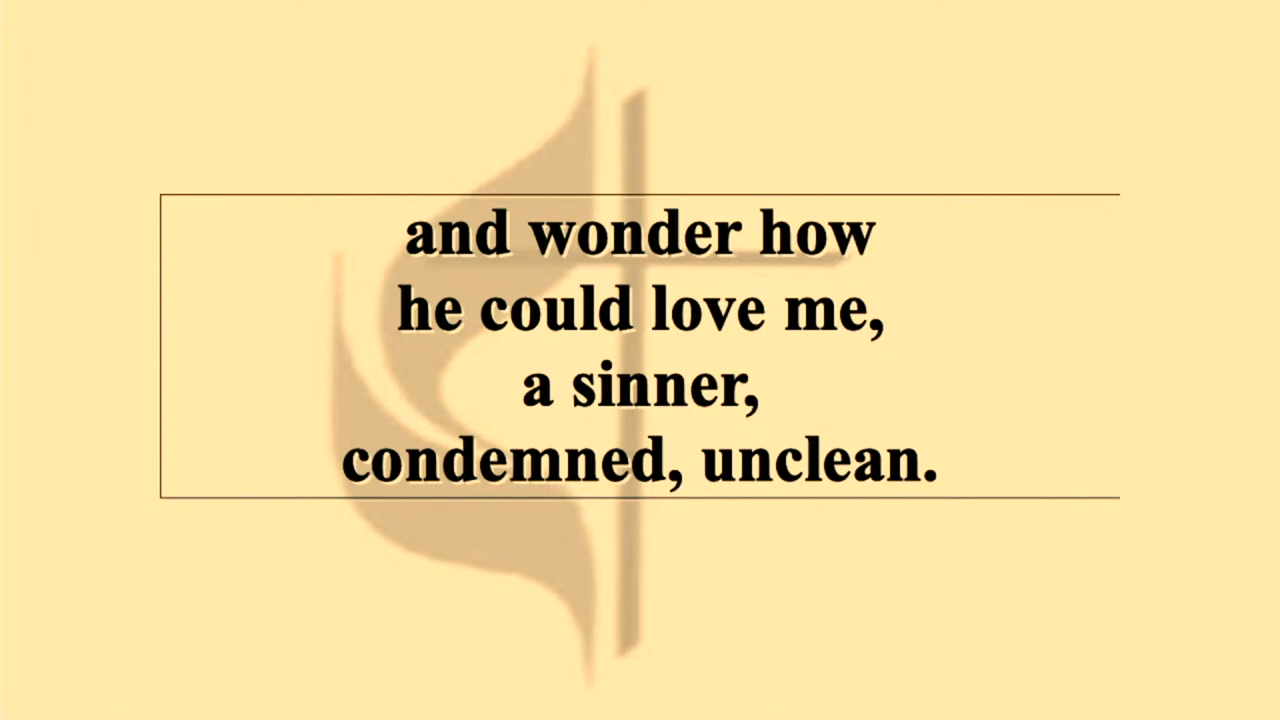 and wonder how
he could love me,
a sinner,
condemned, unclean.